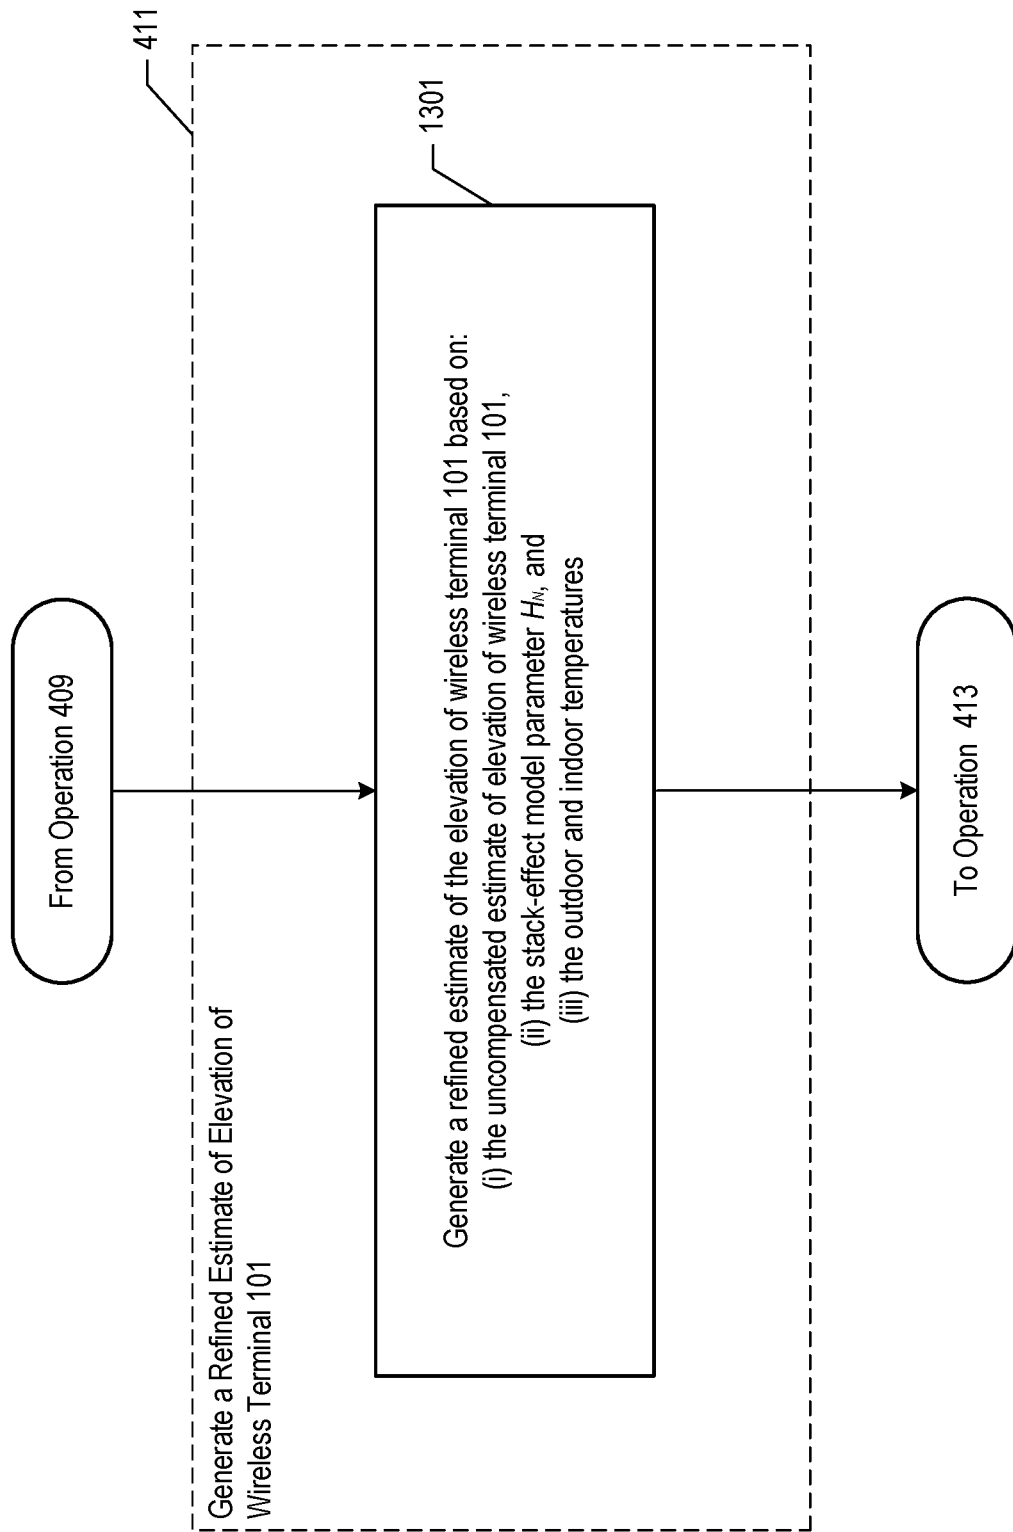 From Operation 409
411
Generate a Refined Estimate of Elevation of
Wireless Terminal 101
1301
Generate a refined estimate of the elevation of wireless terminal 101 based on:
(i) the uncompensated estimate of elevation of wireless terminal 101,
(ii) the stack-effect model parameter H_N, and
(iii) the outdoor and indoor temperatures
To Operation 413